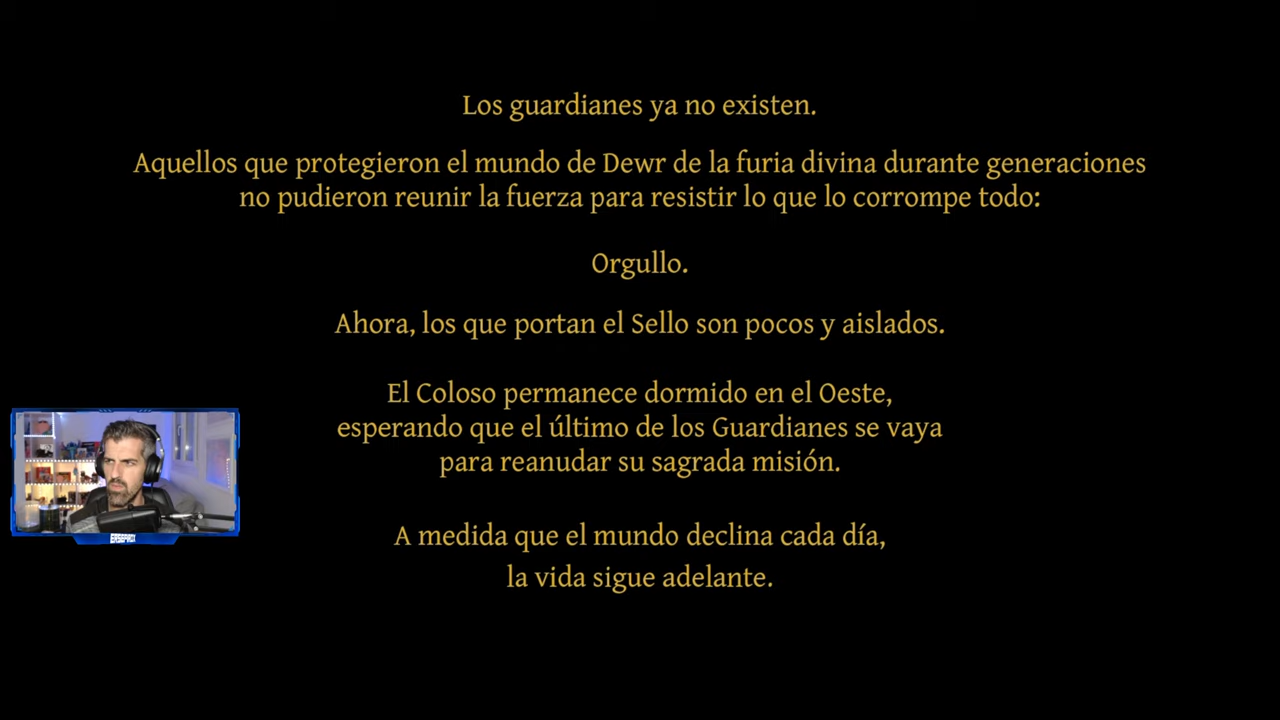 Los guardianes ya no existen.
Aquellos que protegieron el mundo de Dewr de la furia divina durante generaciones
no pudieron reunir la fuerza para resistir lo que lo corrompe todo:
Orgullo.
Ahora, los que portan el Sello son pocos y aislados.
El Coloso permanece dormido en el Oeste,
esperando que el último de los Guardianes se vaya
para reanudar su sagrada misión.
A medida que el mundo declina cada día,
la vida sigue adelante.